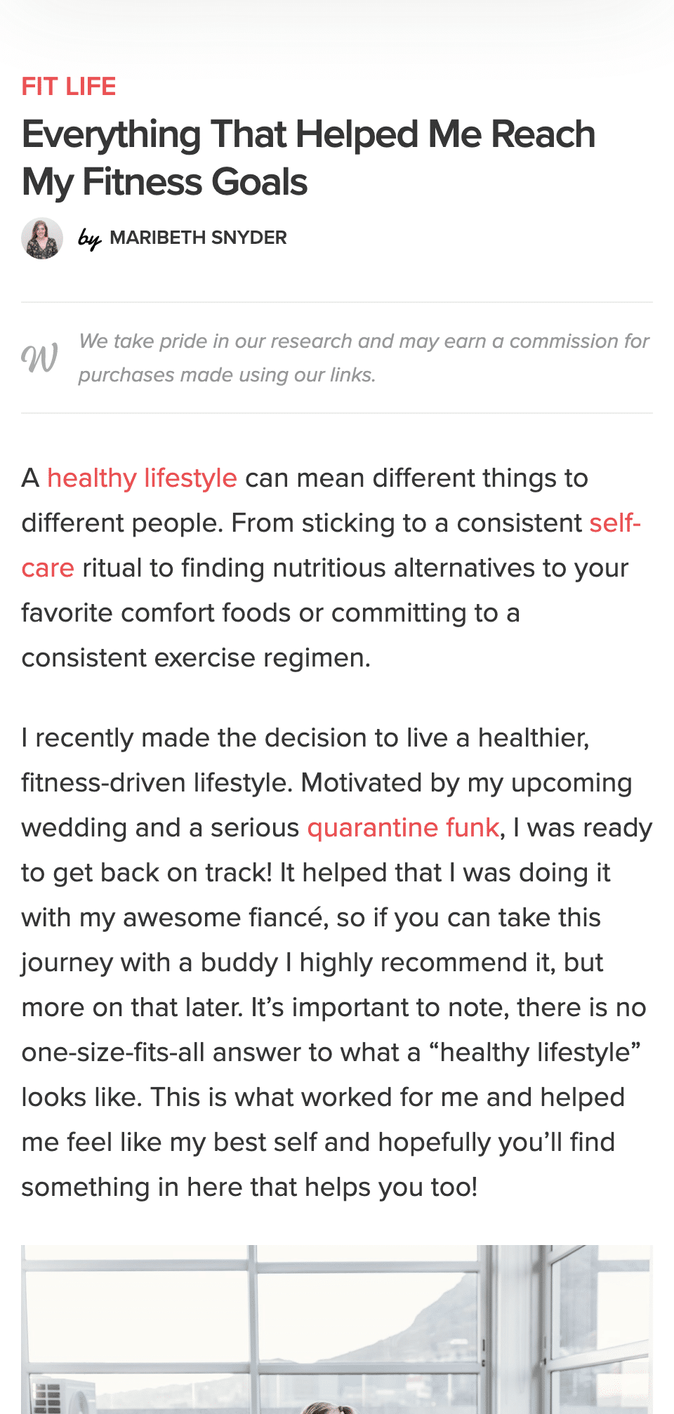 FIT LIFE
Everything That Helped Me Reach
My Fitness Goals
by MARIBETH SNYDER
W
We take pride in our research and may earn a commission for
purchases made using our links.
A healthy lifestyle can mean different things to
different people. From sticking to a consistent self-
care ritual to finding nutritious alternatives to your
favorite comfort foods or committing to a
consistent exercise regimen.
I recently made the decision to live a healthier,
fitness-driven lifestyle. Motivated by my upcoming
wedding and a serious quarantine funk, I was ready
to get back on track! It helped that I was doing it
with my awesome fiancé, so if you can take this
journey with a buddy I highly recommend it, but
more on that later. It’s important to note, there is no
one-size-fits-all answer to what a “healthy lifestyle”
looks like. This is what worked for me and helped
me feel like my best self and hopefully you’ll find
something in here that helps you too!